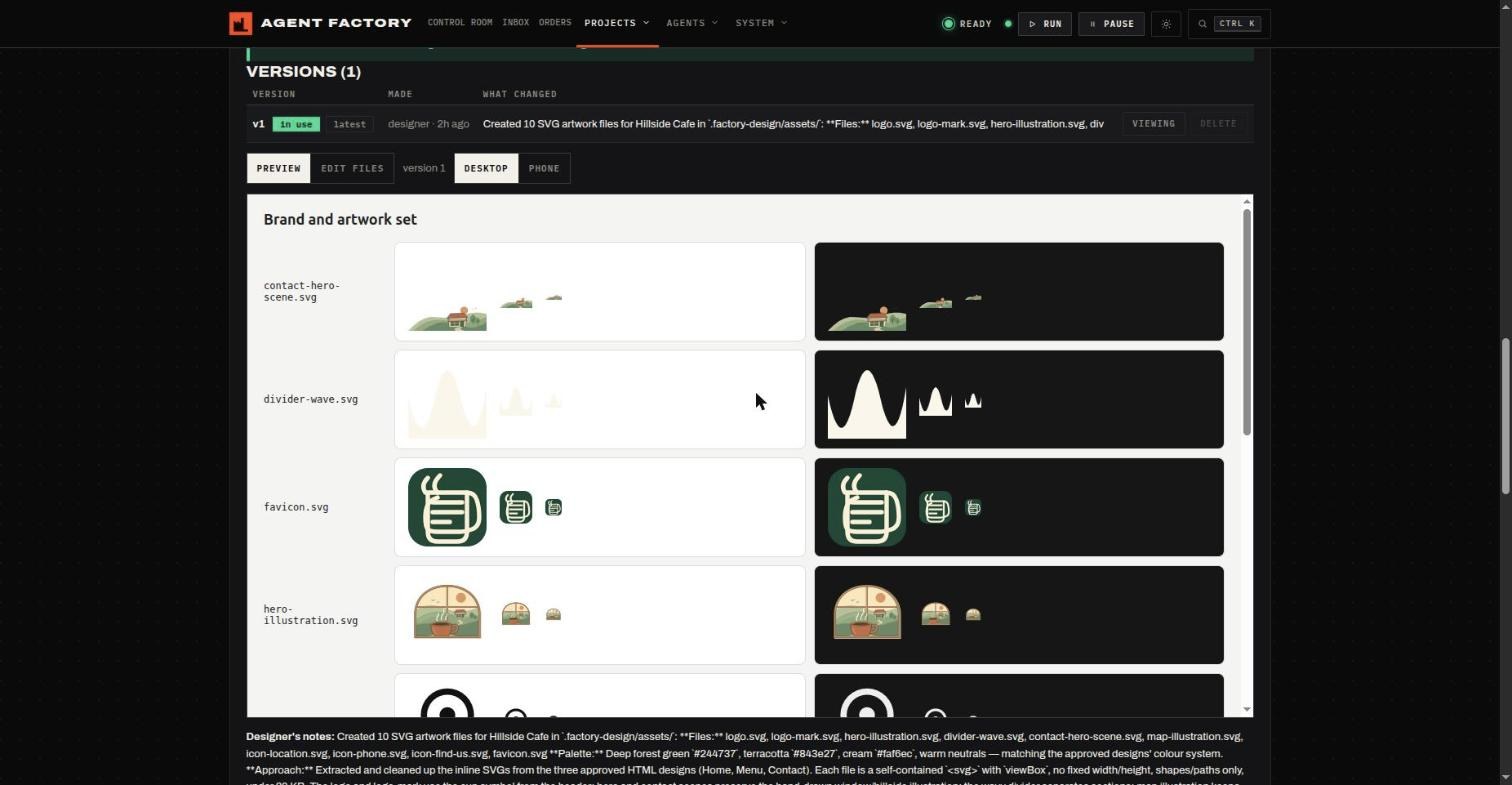 AGENT FACTORY CONTROL ROOM INBOX ORDERS PROJECTS AGENTS SYSTEM READY RUN PAUSE CTRL K
VERSIONS (1)
VERSION MADE WHAT CHANGED
v1 in use latest designer · 2h ago Created 10 SVG artwork files for Hillside Cafe in `.factory-design/assets/`: **Files:** logo.svg, logo-mark.svg, hero-illustration.svg, div VIEWING DELETE
PREVIEW EDIT FILES version 1 DESKTOP PHONE
Brand and artwork set
contact-hero-
scene.svg
divider-wave.svg
favicon.svg
hero-
illustration.svg
Designer's notes: Created 10 SVG artwork files for Hillside Cafe in `.factory-design/assets/`: **Files:** logo.svg, logo-mark.svg, hero-illustration.svg, divider-wave.svg, contact-hero-scene.svg, map-illustration.svg,
icon-location.svg, icon-phone.svg, icon-find-us.svg, favicon.svg **Palette:** Deep forest green `#244737`, terracotta `#843e27`, cream `#faf6ec`, warm neutrals — matching the approved designs' colour system.
**Approach:** Extracted and cleaned up the inline SVGs from the three approved HTML designs (Home, Menu, Contact). Each file is a self-contained `<svg>` with `viewBox`, no fixed width/height, shapes/paths only,